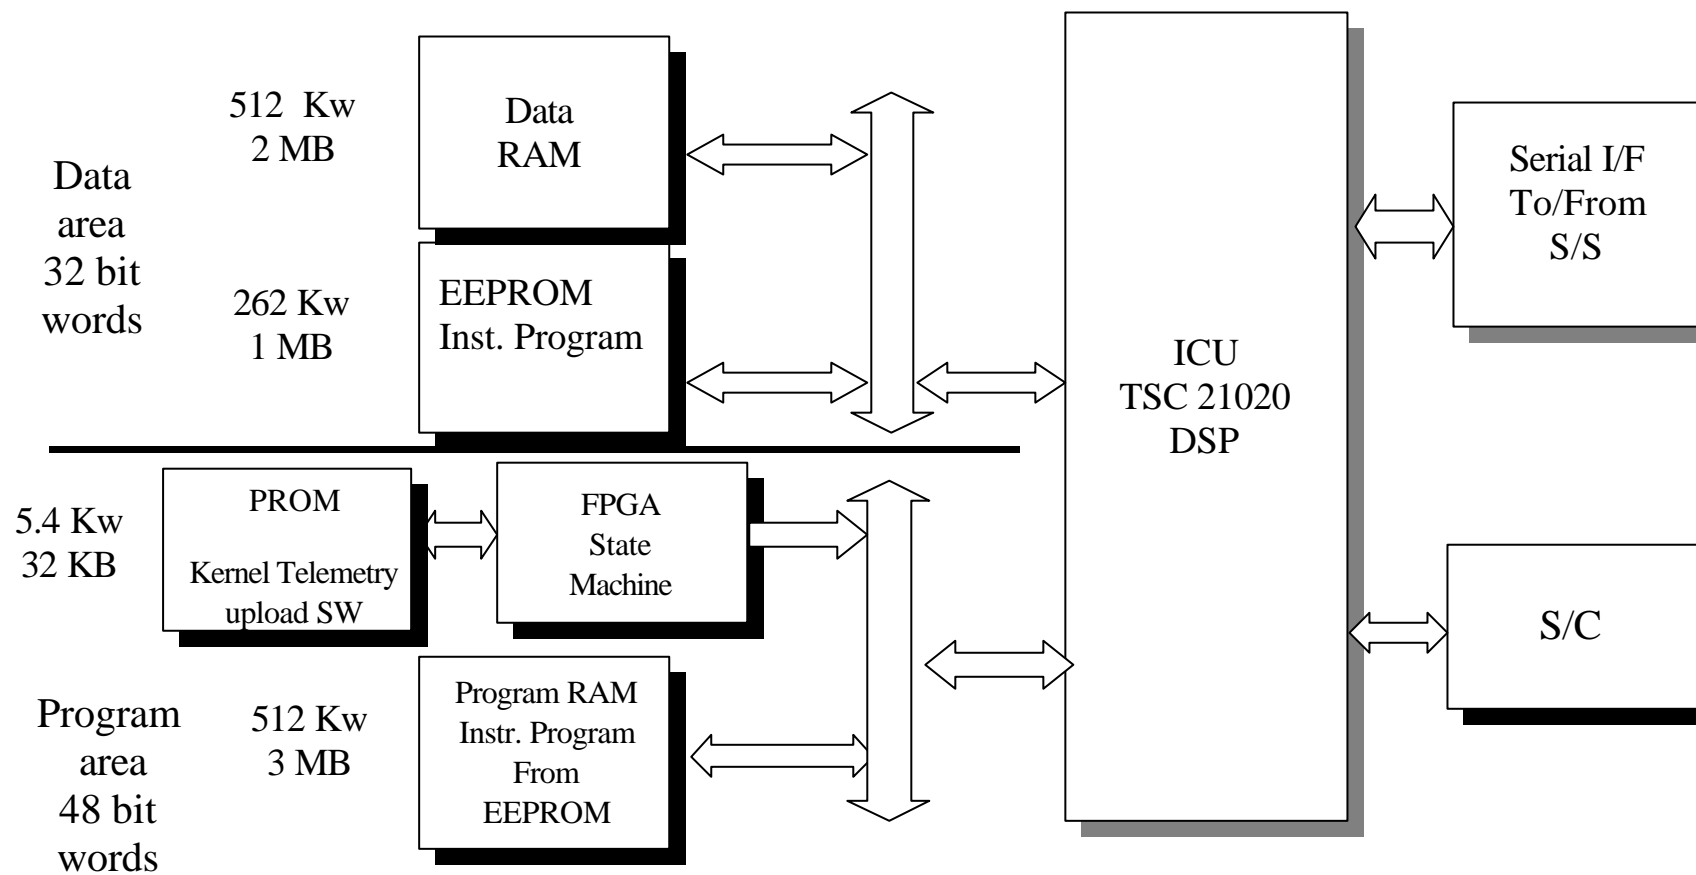 512 Kw
2 MB
Data
RAM
Data
area
32 bit
words
262 Kw
1 MB
EEPROM
Inst. Program
ICU
TSC 21020
DSP
Serial I/F
To/From
S/S
5.4 Kw
32 KB
PROM
Kernel Telemetry
upload SW
FPGA
State
Machine
S/C
Program
area
48 bit
words
512 Kw
3 MB
Program RAM
Instr. Program
From
EEPROM